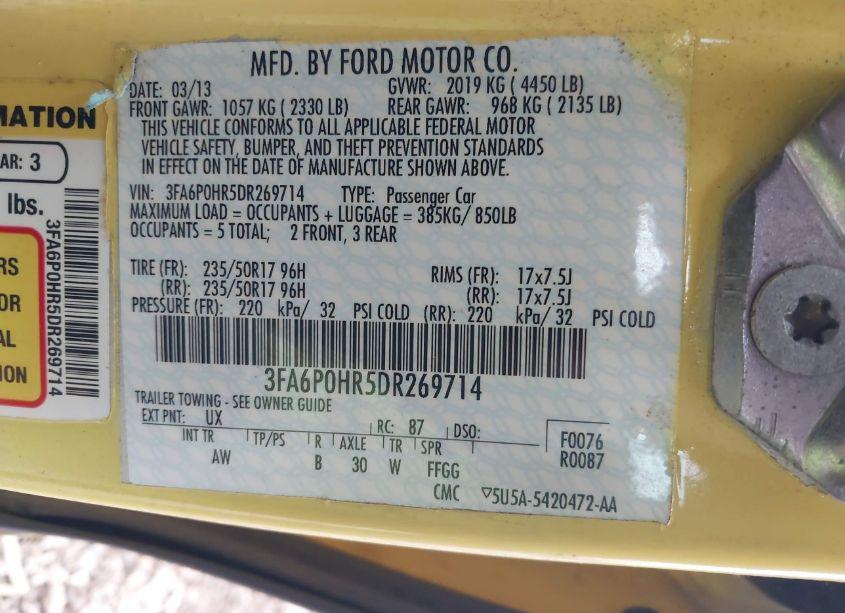 MFD. BY FORD MOTOR CO.
DATE: 03/13 GVWR: 2019 KG ( 4450 LB)
FRONT GAWR: 1057 KG ( 2330 LB) REAR GAWR: 968 KG ( 2135 LB)
THIS VEHICLE CONFORMS TO ALL APPLICABLE FEDERAL MOTOR
VEHICLE SAFETY, BUMPER, AND THEFT PREVENTION STANDARDS
IN EFFECT ON THE DATE OF MANUFACTURE SHOWN ABOVE.
VIN: 3FA6P0HR5DR269714 TYPE: Passenger Car
MAXIMUM LOAD = OCCUPANTS + LUGGAGE = 385KG/ 850LB
OCCUPANTS = 5 TOTAL; 2 FRONT, 3 REAR
TIRE (FR): 235/50R17 96H RIMS (FR): 17x7.5J
(RR): 235/50R17 96H (RR): 17x7.5J
PRESSURE (FR): 220 kPa/ 32 PSI COLD (RR): 220 kPa/ 32 PSI COLD
3FA6P0HR5DR269714
TRAILER TOWING - SEE OWNER GUIDE
EXT PNT: UX RC: 87 DSO: F0076
INT TR TP/PS R AXLE TR SPR R0087
AW B 30 W FFGG
CMC ▽5U5A-5420472-AA
MATION
AR: 3
lbs.
3FA6P0HR5DR269714
RS
OR
AL
ION